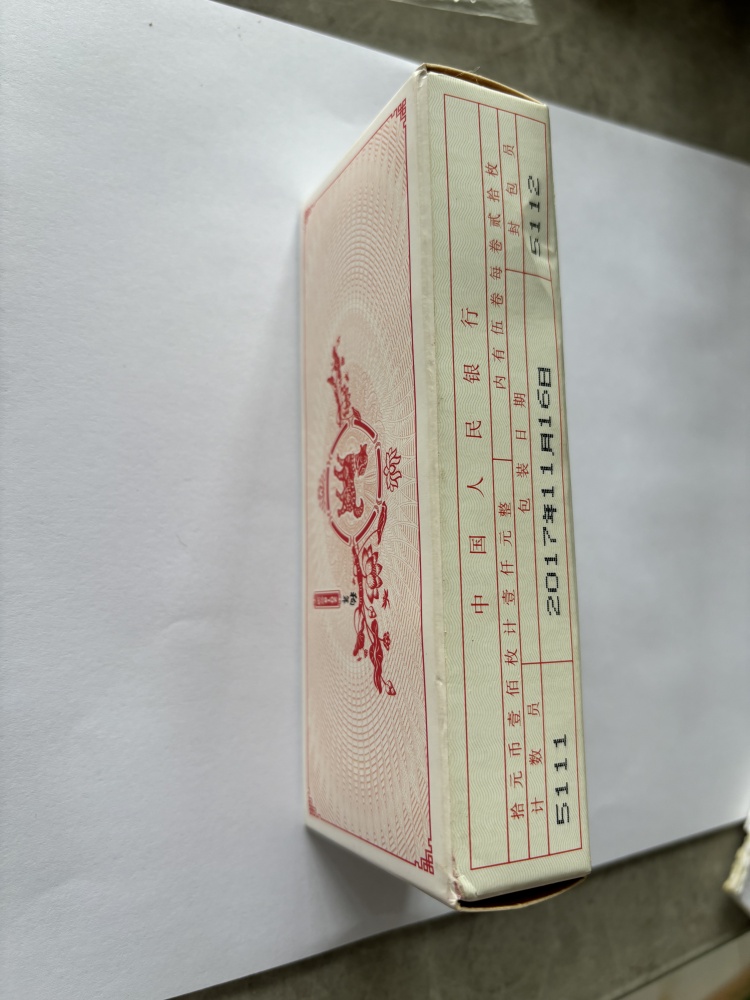 中国人民银行
拾元币壹佰枚计壹仟元整 内有伍卷每卷贰拾枚
计数员 包装日期 封包员
5111 2017年11月16日 5112